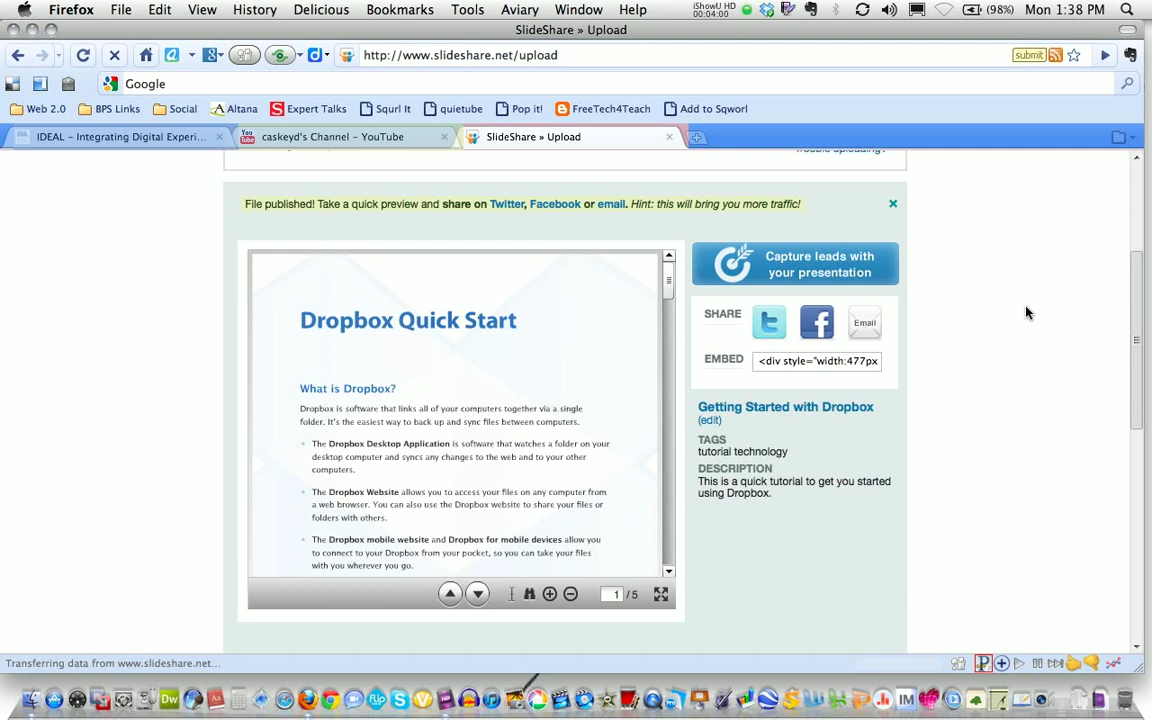 Firefox File Edit View History Delicious Bookmarks Tools Aviary Window Help iShowU HD 00:04:00 (98%) Mon 1:38 PM
SlideShare » Upload
http://www.slideshare.net/upload submit
Google
Web 2.0 BPS Links Social Altana Expert Talks Squrl It quietube Pop it! FreeTech4Teach Add to Sqworl
IDEAL – Integrating Digital Experi... caskeyd's Channel – YouTube SlideShare » Upload
Trouble uploading?
File published! Take a quick preview and share on Twitter, Facebook or email. Hint: this will bring you more traffic!
Dropbox Quick Start
What is Dropbox?
Dropbox is software that links all of your computers together via a single
folder. It's the easiest way to back up and sync files between computers.
The Dropbox Desktop Application is software that watches a folder on your
desktop computer and syncs any changes to the web and to your other
computers.
The Dropbox Website allows you to access your files on any computer from
a web browser. You can also use the Dropbox website to share your files or
folders with others.
The Dropbox mobile website and Dropbox for mobile devices allow you
to connect to your Dropbox from your pocket, so you can take your files
with you wherever you go.
1 / 5
Capture leads with
your presentation
SHARE Email
EMBED <div style="width:477px
Getting Started with Dropbox
(edit)
TAGS
tutorial technology
DESCRIPTION
This is a quick tutorial to get you started
using Dropbox.
Transferring data from www.slideshare.net...